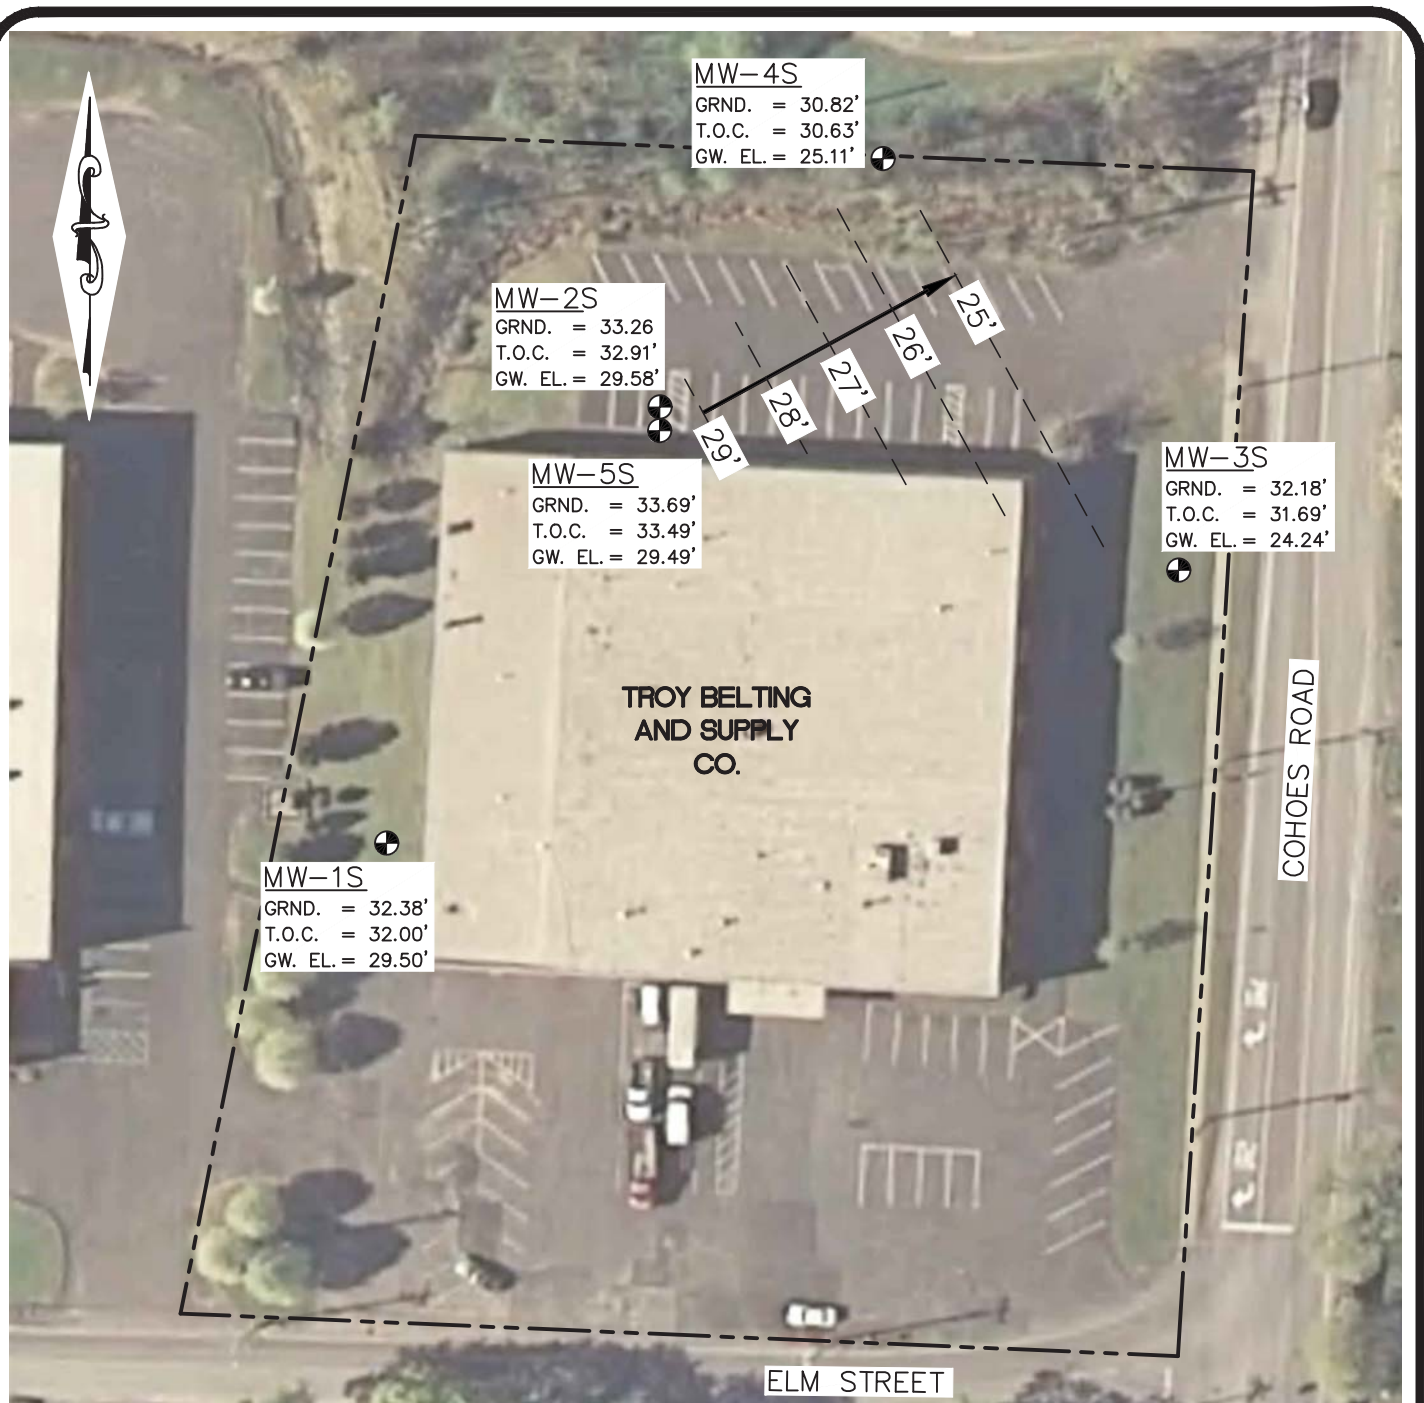 MW-4S
GRND. = 30.82'
T.O.C. = 30.63'
GW. EL. = 25.11'
MW-2S
GRND. = 33.26
T.O.C. = 32.91'
GW. EL. = 29.58'
25'
26'
27'
28'
29'
MW-5S
GRND. = 33.69'
T.O.C. = 33.49'
GW. EL. = 29.49'
MW-3S
GRND. = 32.18'
T.O.C. = 31.69'
GW. EL. = 24.24'
TROY BELTING
AND SUPPLY
CO.
COHOES ROAD
MW-1S
GRND. = 32.38'
T.O.C. = 32.00'
GW. EL. = 29.50'
ELM STREET